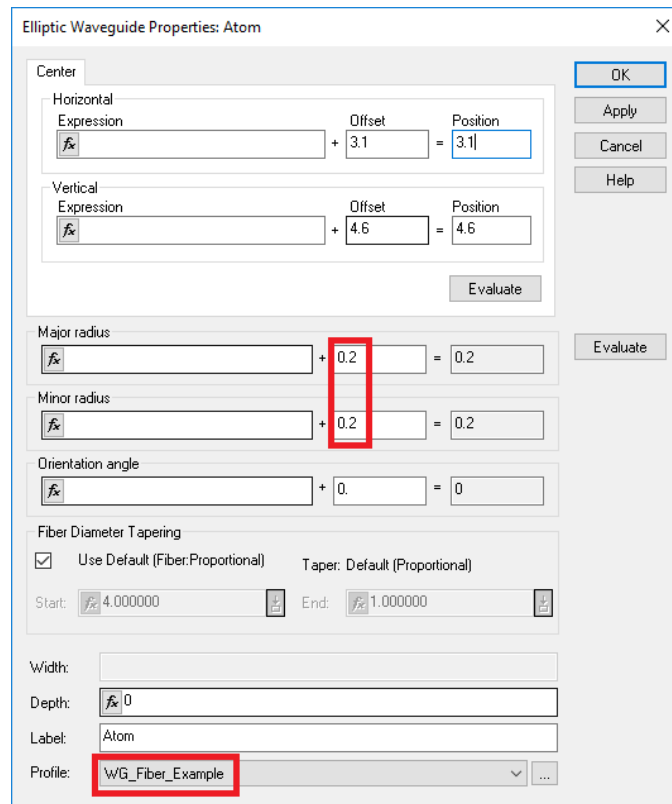 Elliptic Waveguide Properties: Atom
Center
OK
Horizontal
Expression Offset Position
fx + 3.1 = 3.1
Apply
Cancel
Help
Vertical
Expression Offset Position
fx + 4.6 = 4.6
Evaluate
Major radius
fx + 0.2 = 0.2
Evaluate
Minor radius
fx + 0.2 = 0.2
Orientation angle
fx + 0. = 0
Fiber Diameter Tapering
Use Default (Fiber:Proportional) Taper: Default (Proportional)
Start: fx 4.000000 End: fx 1.000000
Width:
Depth: fx 0
Label: Atom
Profile: WG_Fiber_Example ...